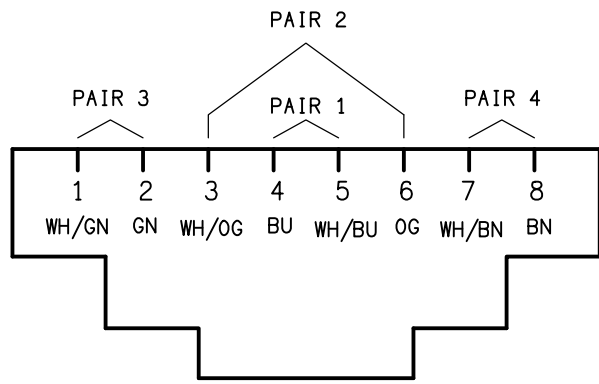 PAIR 2
PAIR 3 PAIR 1 PAIR 4
1 2 3 4 5 6 7 8
WH/GN GN WH/OG BU WH/BU OG WH/BN BN